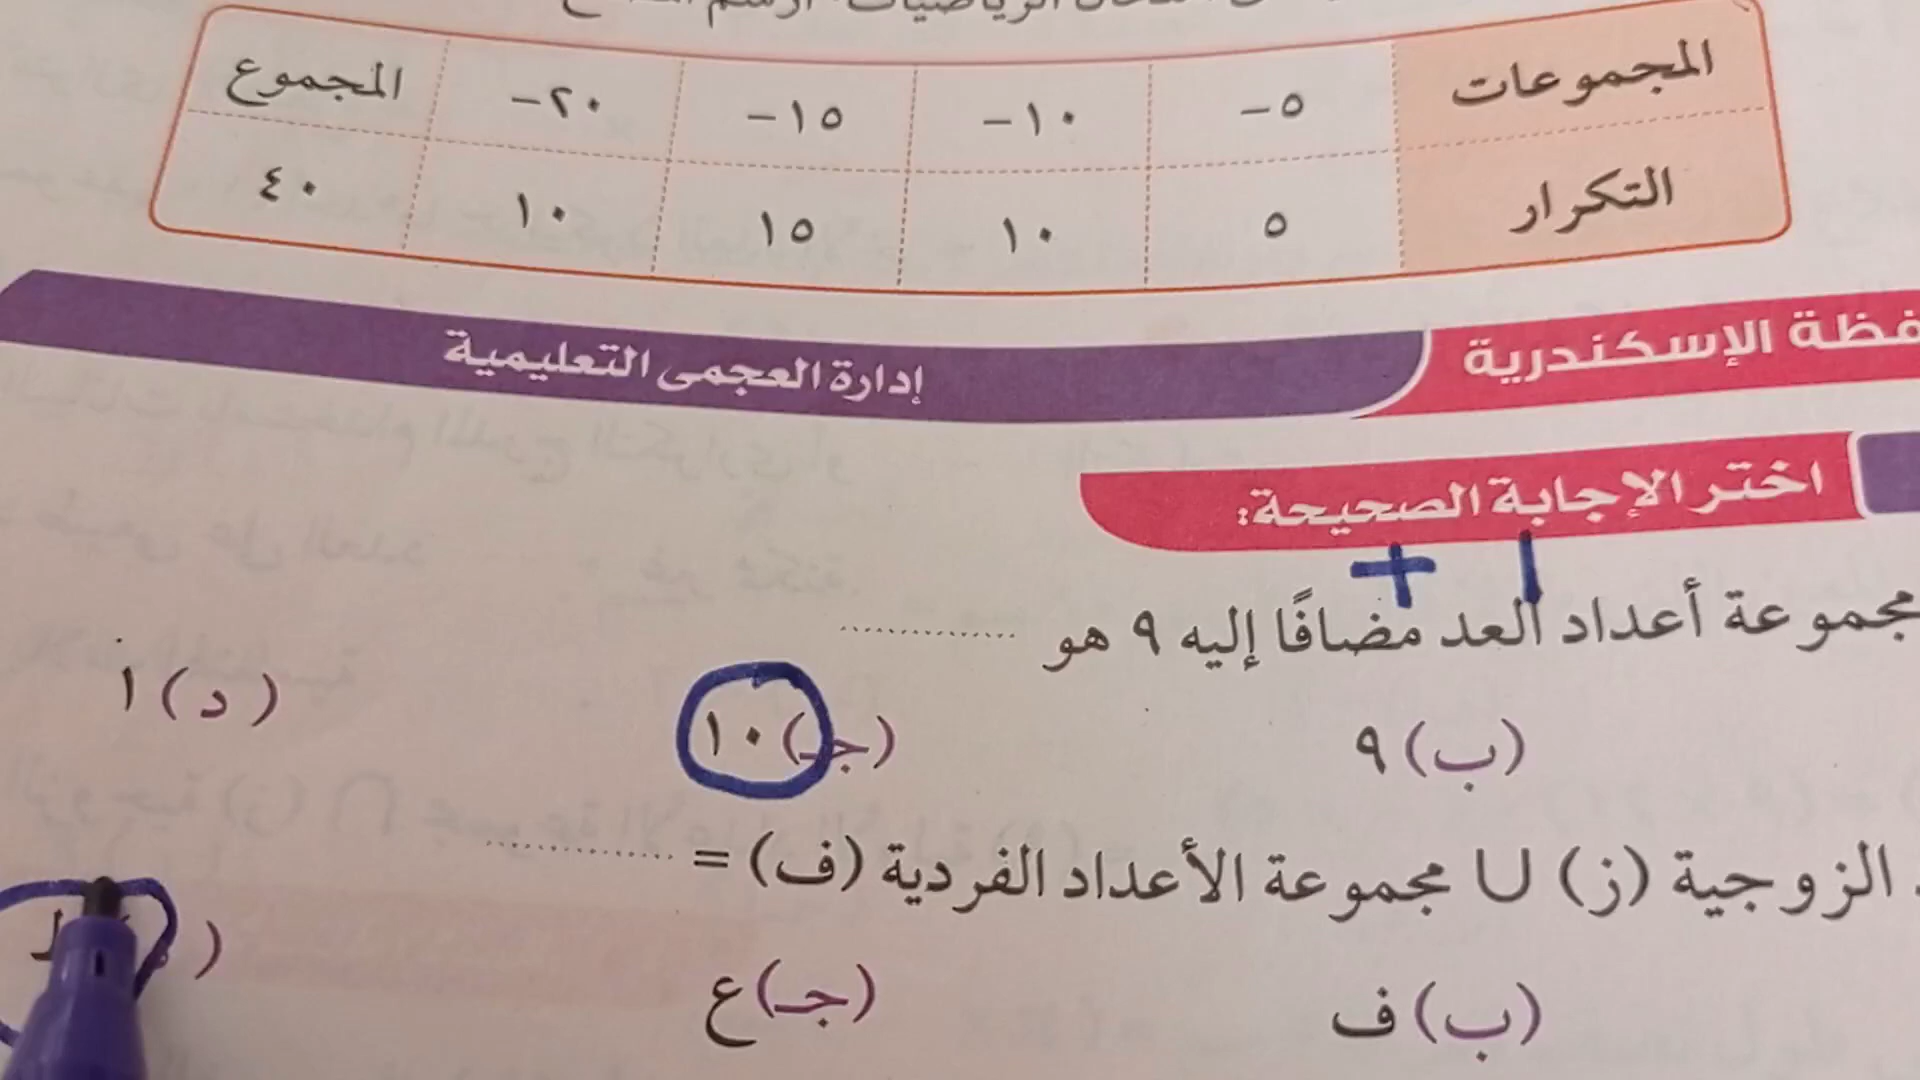 المجموعات ٥– ١٠– ١٥– ٢٠– المجموع
التكرار ٥ ١٠ ١٥ ١٠ ٤٠
فظة الإسكندرية إدارة العجمى التعليمية
اختر الإجابة الصحيحة:
+ ١
مجموعة أعداد العد مضافًا إليه ٩ هو ..................
(ب) ٩ (جـ) ١٠ (د) ١
الزوجية (ز) U مجموعة الأعداد الفردية (ف) = ..................
(ب) ف (جـ) ع